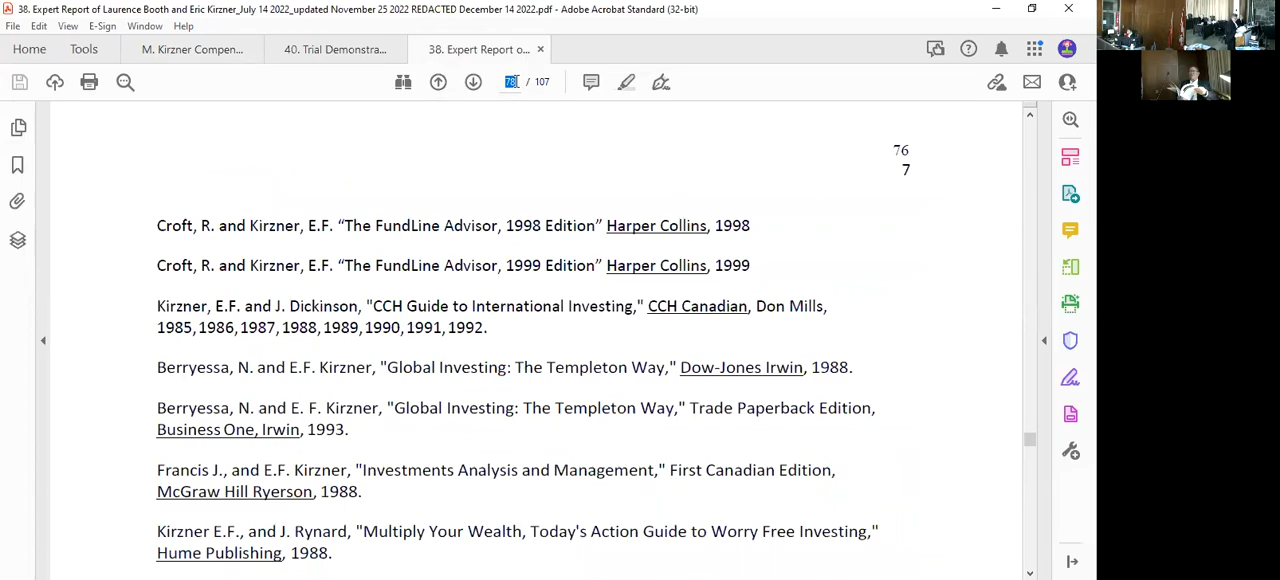 38. Expert Report of Laurence Booth and Eric Kirzner_July 14 2022_updated November 25 2022 REDACTED December 14 2022.pdf - Adobe Acrobat Standard (32-bit)
File Edit View E-Sign Window Help
Home Tools M. Kirzner Compen... 40. Trial Demonstra... 38. Expert Report o... ×
78 / 107
76
7
Croft, R. and Kirzner, E.F. “The FundLine Advisor, 1998 Edition” Harper Collins, 1998
Croft, R. and Kirzner, E.F. “The FundLine Advisor, 1999 Edition” Harper Collins, 1999
Kirzner, E.F. and J. Dickinson, "CCH Guide to International Investing," CCH Canadian, Don Mills,
1985,1986,1987,1988,1989,1990,1991,1992.
Berryessa, N. and E.F. Kirzner, "Global Investing: The Templeton Way," Dow-Jones Irwin, 1988.
Berryessa, N. and E. F. Kirzner, "Global Investing: The Templeton Way," Trade Paperback Edition,
Business One, Irwin, 1993.
Francis J., and E.F. Kirzner, "Investments Analysis and Management," First Canadian Edition,
McGraw Hill Ryerson, 1988.
Kirzner E.F., and J. Rynard, "Multiply Your Wealth, Today's Action Guide to Worry Free Investing,"
Hume Publishing, 1988.